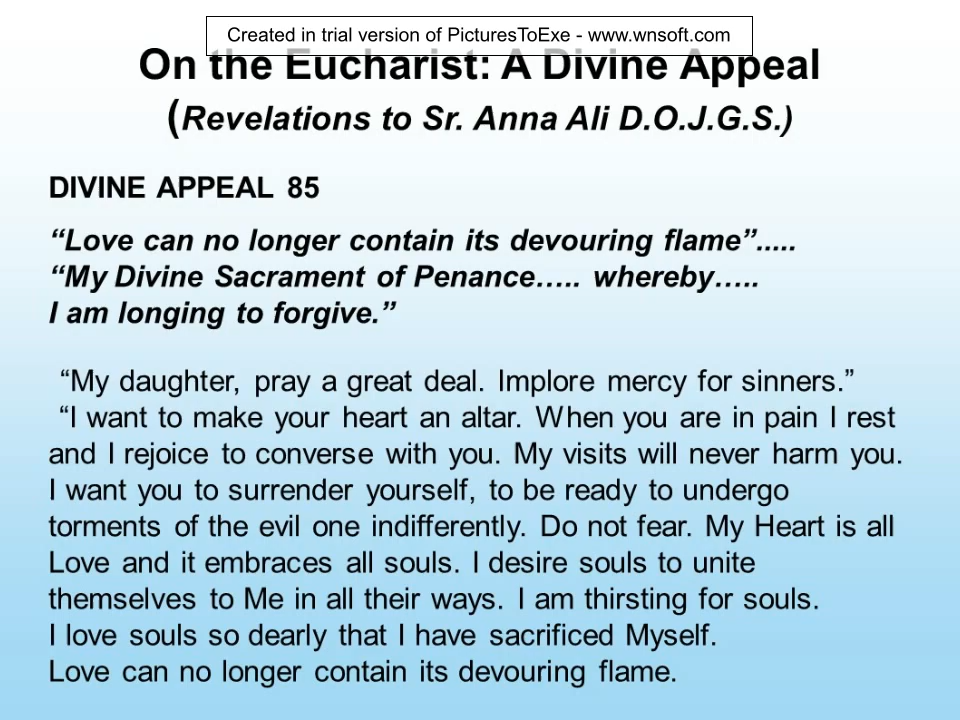 Created in trial version of PicturesToExe - www.wnsoft.com
On the Eucharist: A Divine Appeal
(Revelations to Sr. Anna Ali D.O.J.G.S.)
DIVINE APPEAL 85
“Love can no longer contain its devouring flame”.....
“My Divine Sacrament of Penance….. whereby…..
I am longing to forgive.”
“My daughter, pray a great deal. Implore mercy for sinners.”
“I want to make your heart an altar. When you are in pain I rest
and I rejoice to converse with you. My visits will never harm you.
I want you to surrender yourself, to be ready to undergo
torments of the evil one indifferently. Do not fear. My Heart is all
Love and it embraces all souls. I desire souls to unite
themselves to Me in all their ways. I am thirsting for souls.
I love souls so dearly that I have sacrificed Myself.
Love can no longer contain its devouring flame.